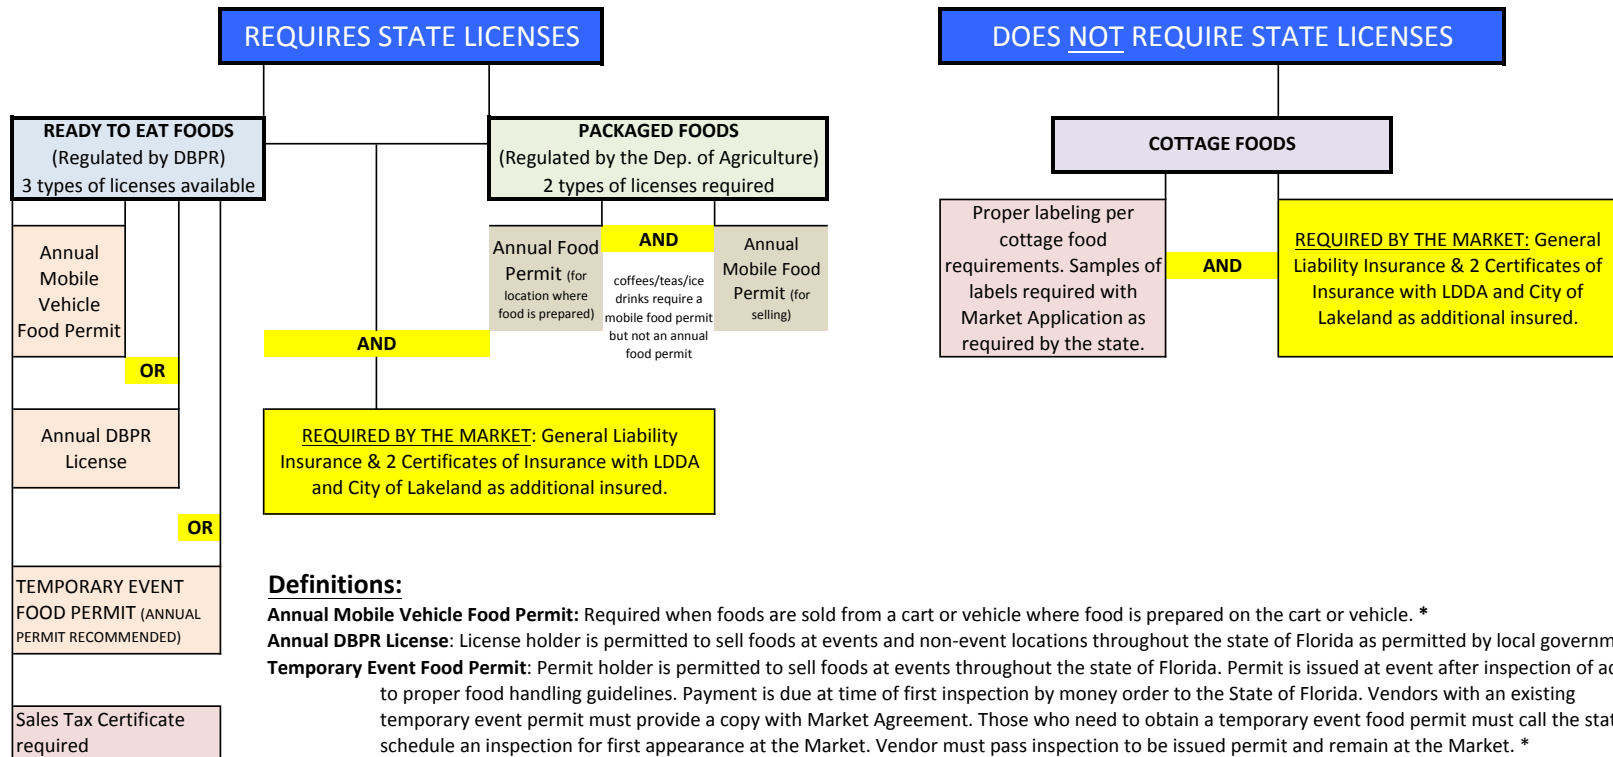 REQUIRES STATE LICENSES
DOES NOT REQUIRE STATE LICENSES
READY TO EAT FOODS
(Regulated by DBPR)
3 types of licenses available
PACKAGED FOODS
(Regulated by the Dep. of Agriculture)
2 types of licenses required
COTTAGE FOODS
Annual
Mobile
Vehicle
Food Permit
OR
Annual DBPR
License
OR
TEMPORARY EVENT
FOOD PERMIT (ANNUAL
PERMIT RECOMMENDED)
Sales Tax Certificate
required
AND
REQUIRED BY THE MARKET: General Liability
Insurance & 2 Certificates of Insurance with LDDA
and City of Lakeland as additional insured.
Annual Food
Permit (for
location where
food is prepared)
AND
coffees/teas/ice
drinks require a
mobile food permit
but not an annual
food permit
Annual
Mobile Food
Permit (for
selling)
Proper labeling per
cottage food
requirements. Samples of
labels required with
Market Application as
required by the state.
AND
REQUIRED BY THE MARKET: General
Liability Insurance & 2 Certificates of
Insurance with LDDA and City of
Lakeland as additional insured.
Definitions:
Annual Mobile Vehicle Food Permit: Required when foods are sold from a cart or vehicle where food is prepared on the cart or vehicle. *
Annual DBPR License: License holder is permitted to sell foods at events and non-event locations throughout the state of Florida as permitted by local
Temporary Event Food Permit: Permit holder is permitted to sell foods at events throughout the state of Florida. Permit is issued at event after inspection of
to proper food handling guidelines. Payment is due at time of first inspection by money order to the State of Florida. Vendors with an existing
temporary event permit must provide a copy with Market Agreement. Those who need to obtain a temporary event food permit must call the
schedule an inspection for first appearance at the Market. Vendor must pass inspection to be issued permit and remain at the Market. *